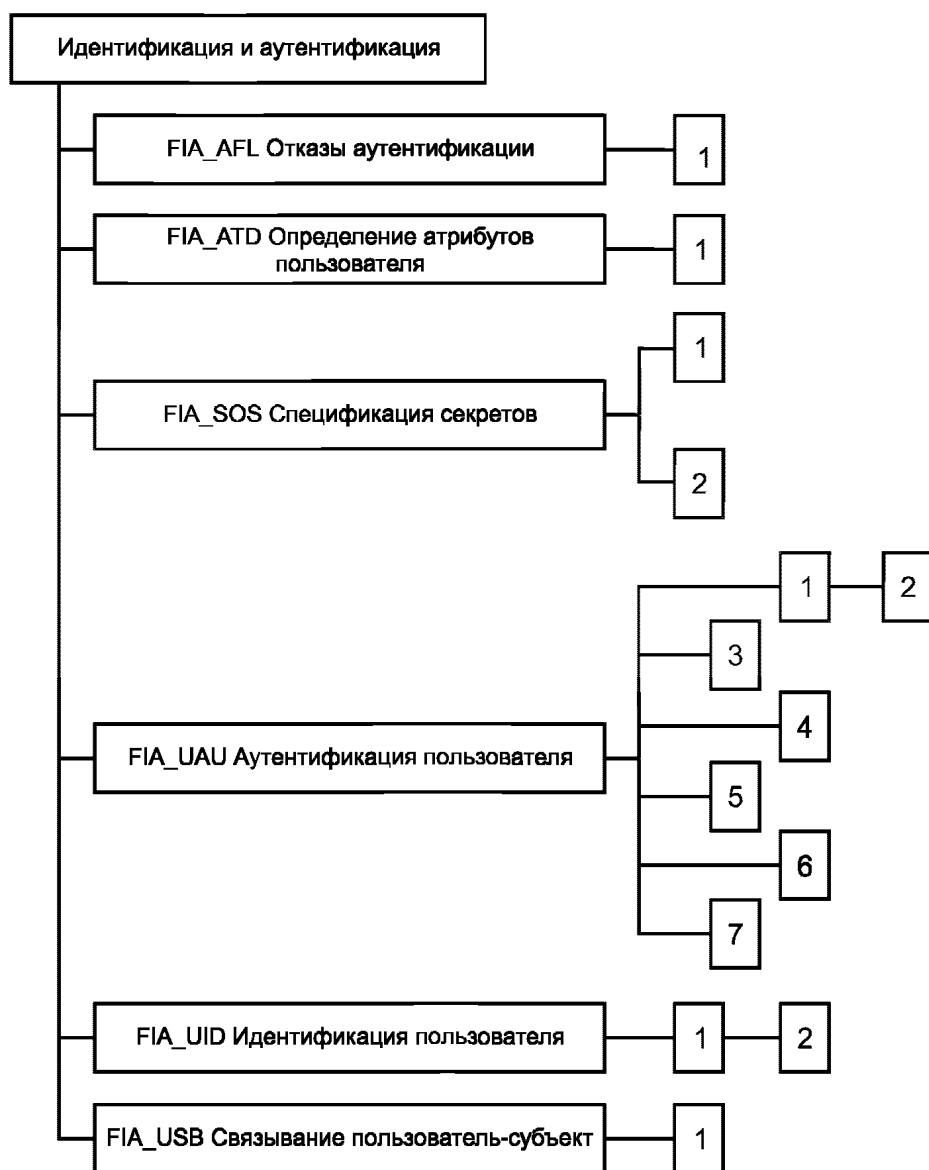 Идентификация и аутентификация
FIA_AFL Отказы аутентификации
1
FIA_ATD Определение атрибутов
пользователя
1
1
FIA_SOS Спецификация секретов
2
1 2
3
4
FIA_UAU Аутентификация пользователя
5
6
7
FIA_UID Идентификация пользователя
1 2
FIA_USB Связывание пользователь-субъект
1